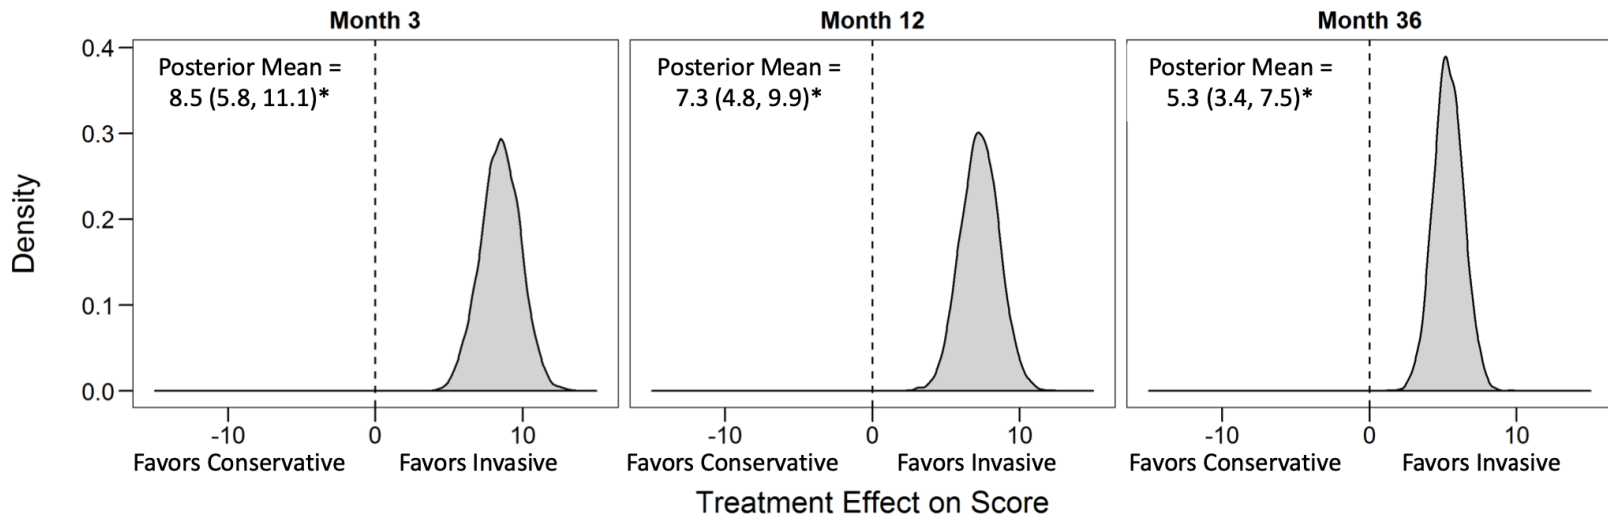 Month 3
Month 12
Month 36
Density
0.4
0.3
0.2
0.1
0.0
Posterior Mean =
8.5 (5.8, 11.1)*
Posterior Mean =
7.3 (4.8, 9.9)*
Posterior Mean =
5.3 (3.4, 7.5)*
-10 0 10
-10 0 10
-10 0 10
Favors Conservative Favors Invasive
Favors Conservative Favors Invasive
Favors Conservative Favors Invasive
Treatment Effect on Score